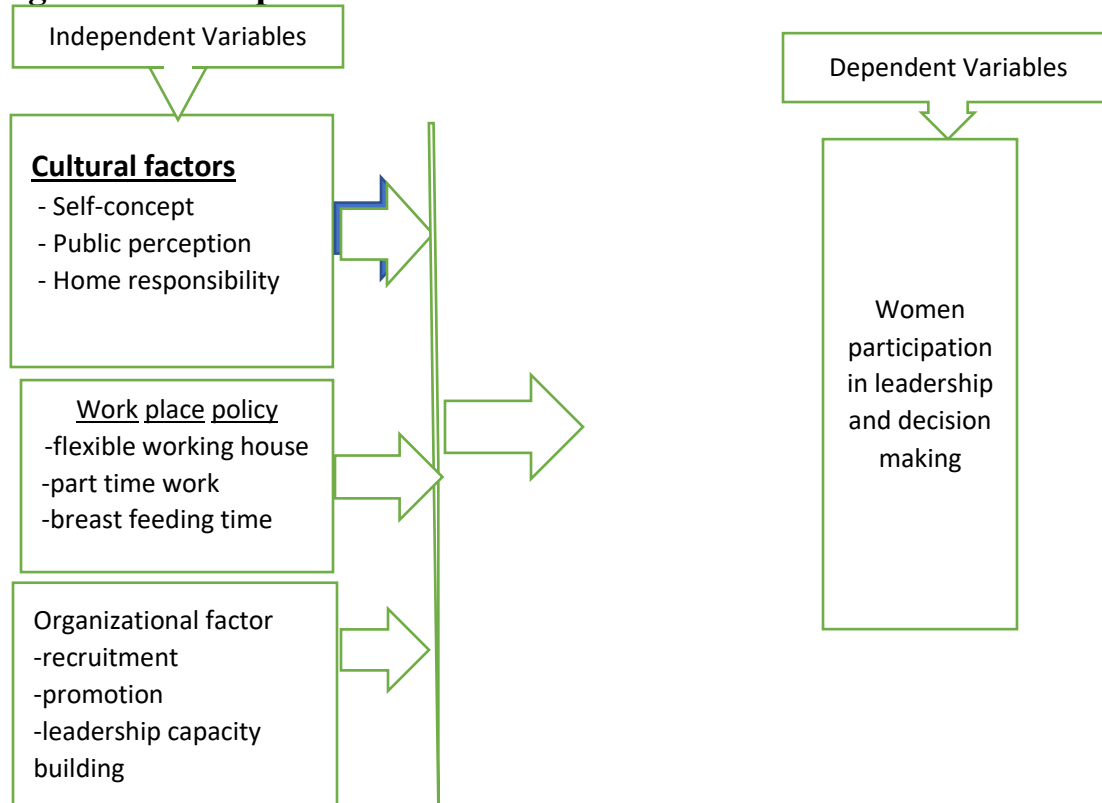 Independent Variables
Cultural factors
- Self-concept
- Public perception
- Home responsibility
Work place policy
-flexible working house
-part time work
-breast feeding time
Organizational factor
-recruitment
-promotion
-leadership capacity
building
Dependent Variables
Women
participation
in leadership
and decision
making